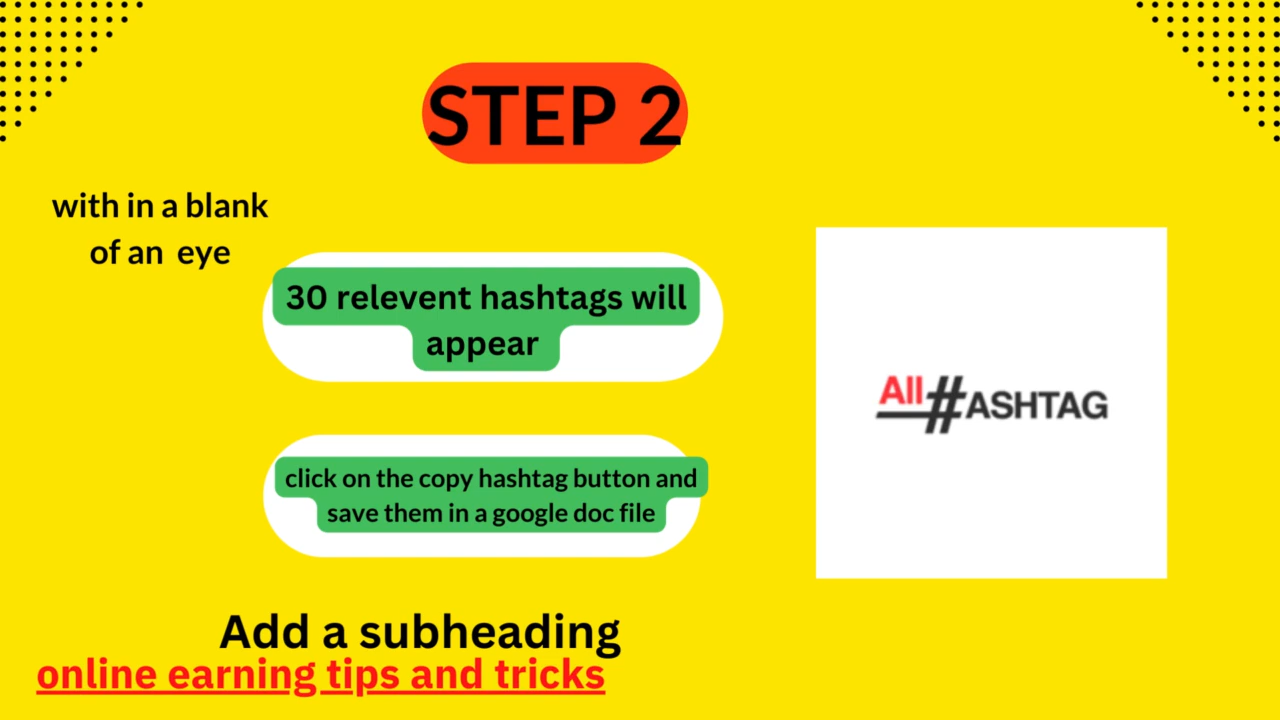 STEP 2
with in a blank
of an eye
30 relevent hashtags will
appear
click on the copy hashtag button and
save them in a google doc file
All#ASHTAG
Add a subheading
online earning tips and tricks